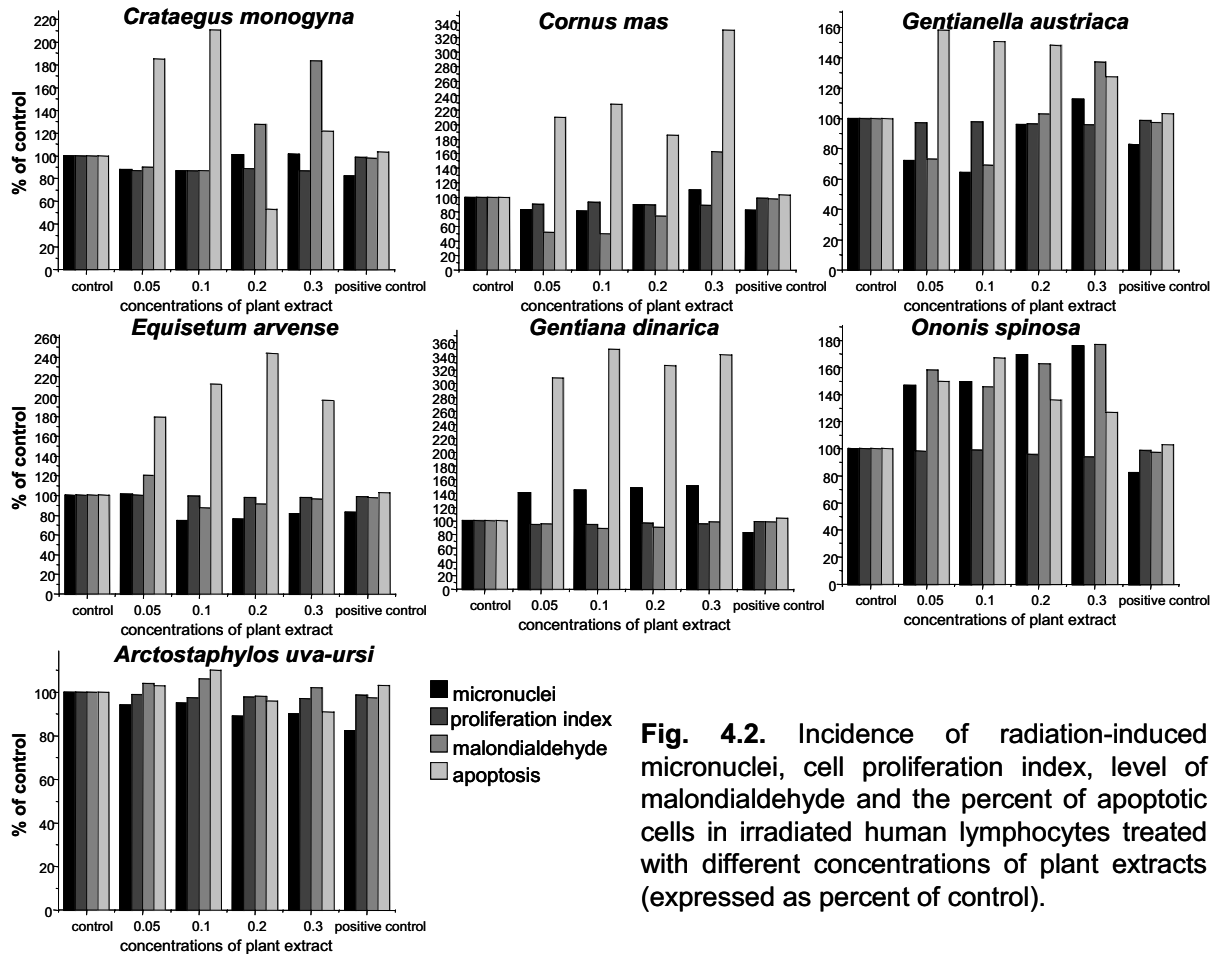 Crataegus monogyna
220
200
180
160
140
120
100
80
60
40
20
0
% of control
control 0.05 0.1 0.2 0.3 positive control
concentrations of plant extract
Cornus mas
340
320
300
280
260
240
220
200
180
160
140
120
100
80
60
40
20
0
control 0.05 0.1 0.2 0.3 positive control
concentrations of plant extract
Gentianella austriaca
160
140
120
100
80
60
40
20
0
control 0.05 0.1 0.2 0.3 positive control
concentrations of plant extract
Equisetum arvense
260
240
220
200
180
160
140
120
100
80
60
40
20
0
% of control
control 0.05 0.1 0.2 0.3 positive control
concentrations of plant extract
Gentiana dinarica
360
340
320
300
280
260
240
220
200
180
160
140
120
100
80
60
40
20
0
control 0.05 0.1 0.2 0.3 positive control
concentrations of plant extract
Ononis spinosa
180
160
140
120
100
80
60
40
20
0
control 0.05 0.1 0.2 0.3 positive control
concentrations of plant extract
Arctostaphylos uva-ursi
100
80
60
40
20
0
% of control
control 0.05 0.1 0.2 0.3 positive control
concentrations of plant extract
micronuclei
proliferation index
malondialdehyde
apoptosis
Fig. 4.2. Incidence of radiation-induced
micronuclei, cell proliferation index, level of
malondialdehyde and the percent of apoptotic
cells in irradiated human lymphocytes treated
with different concentrations of plant extracts
(expressed as percent of control).